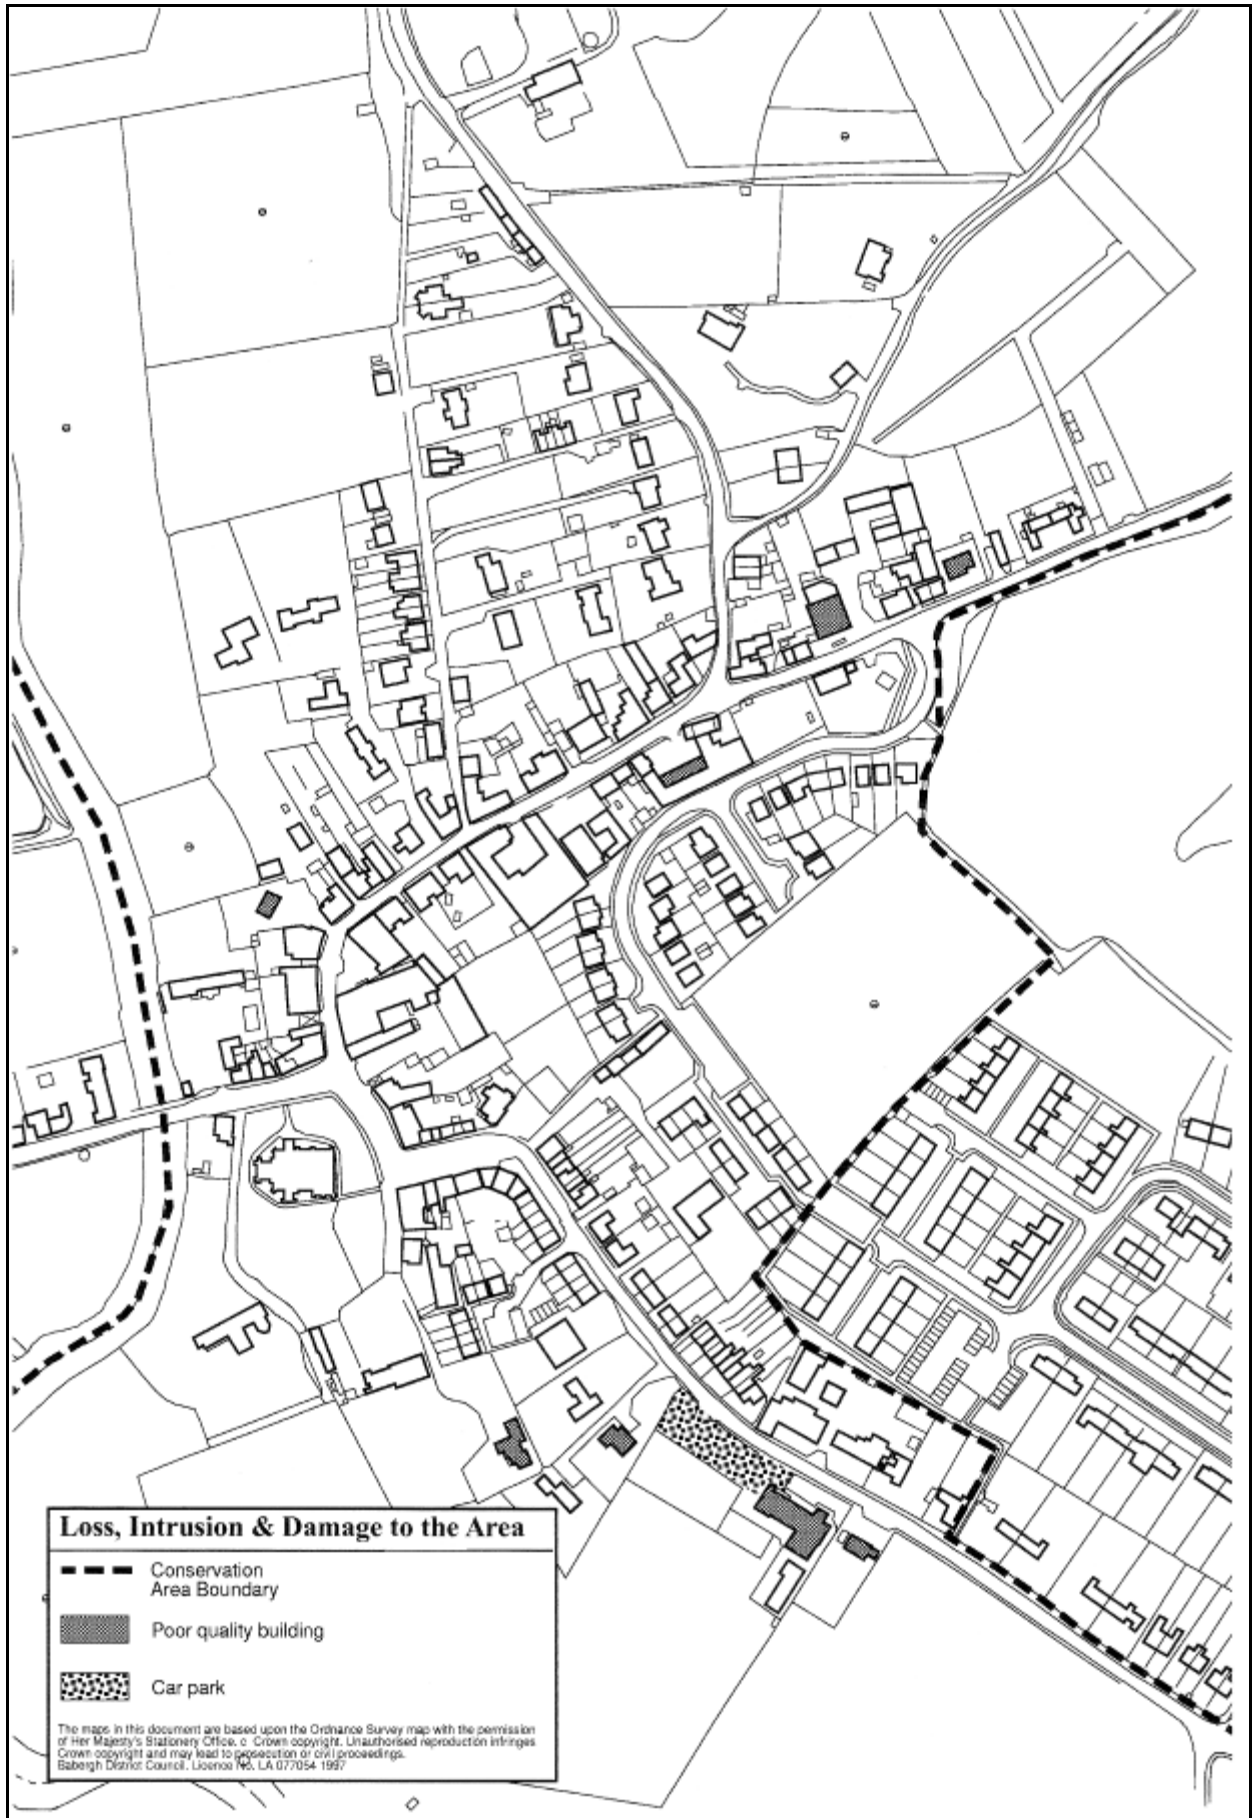 Loss, Intrusion & Damage to the Area
Conservation
Area Boundary
Poor quality building
Car park
The maps in this document are based upon the Ordnance Survey map with the permission
of Her Majesty's Stationery Office. c Crown copyright. Unauthorised reproduction infringes
Crown copyright and may lead to prosecution or civil proceedings.
Babergh District Council. Licence No. LA 077054 1997